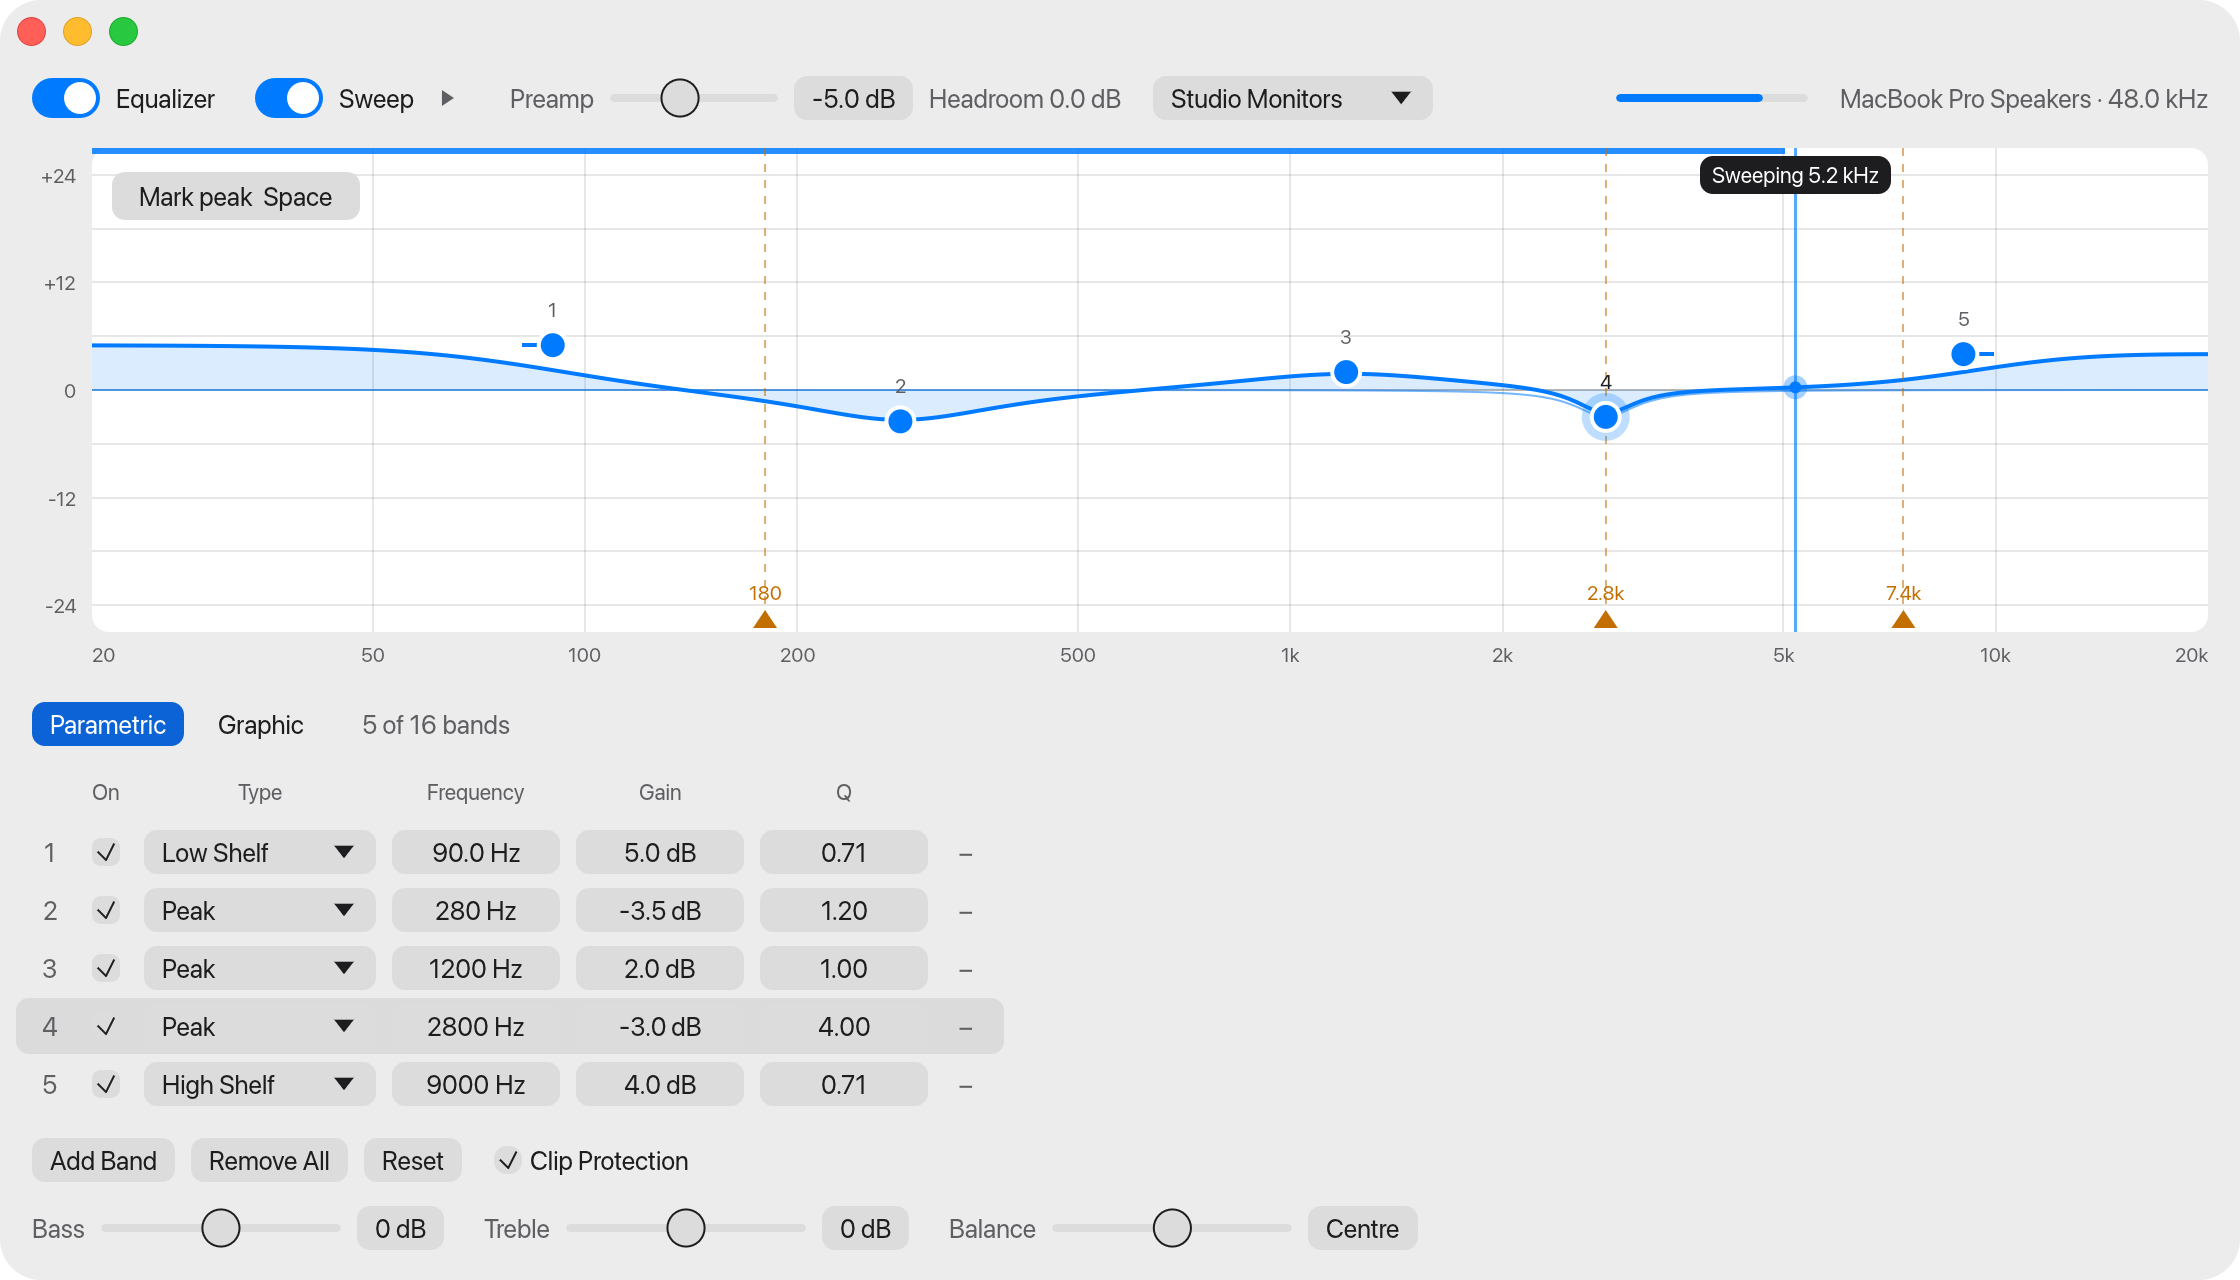 Equalizer Sweep Preamp -5.0 dB Headroom 0.0 dB Studio Monitors MacBook Pro Speakers · 48.0 kHz
Sweeping 5.2 kHz
+24
Mark peak Space
+12
1
5
3
4
2
0
-12
180 2.8k 7.4k
-24
20 50 100 200 500 1k 2k 5k 10k 20k
Parametric Graphic 5 of 16 bands
On Type Frequency Gain Q
1 Low Shelf 90.0 Hz 5.0 dB 0.71 –
2 Peak 280 Hz -3.5 dB 1.20 –
3 Peak 1200 Hz 2.0 dB 1.00 –
4 Peak 2800 Hz -3.0 dB 4.00 –
5 High Shelf 9000 Hz 4.0 dB 0.71 –
Add Band Remove All Reset Clip Protection
Bass 0 dB Treble 0 dB Balance Centre